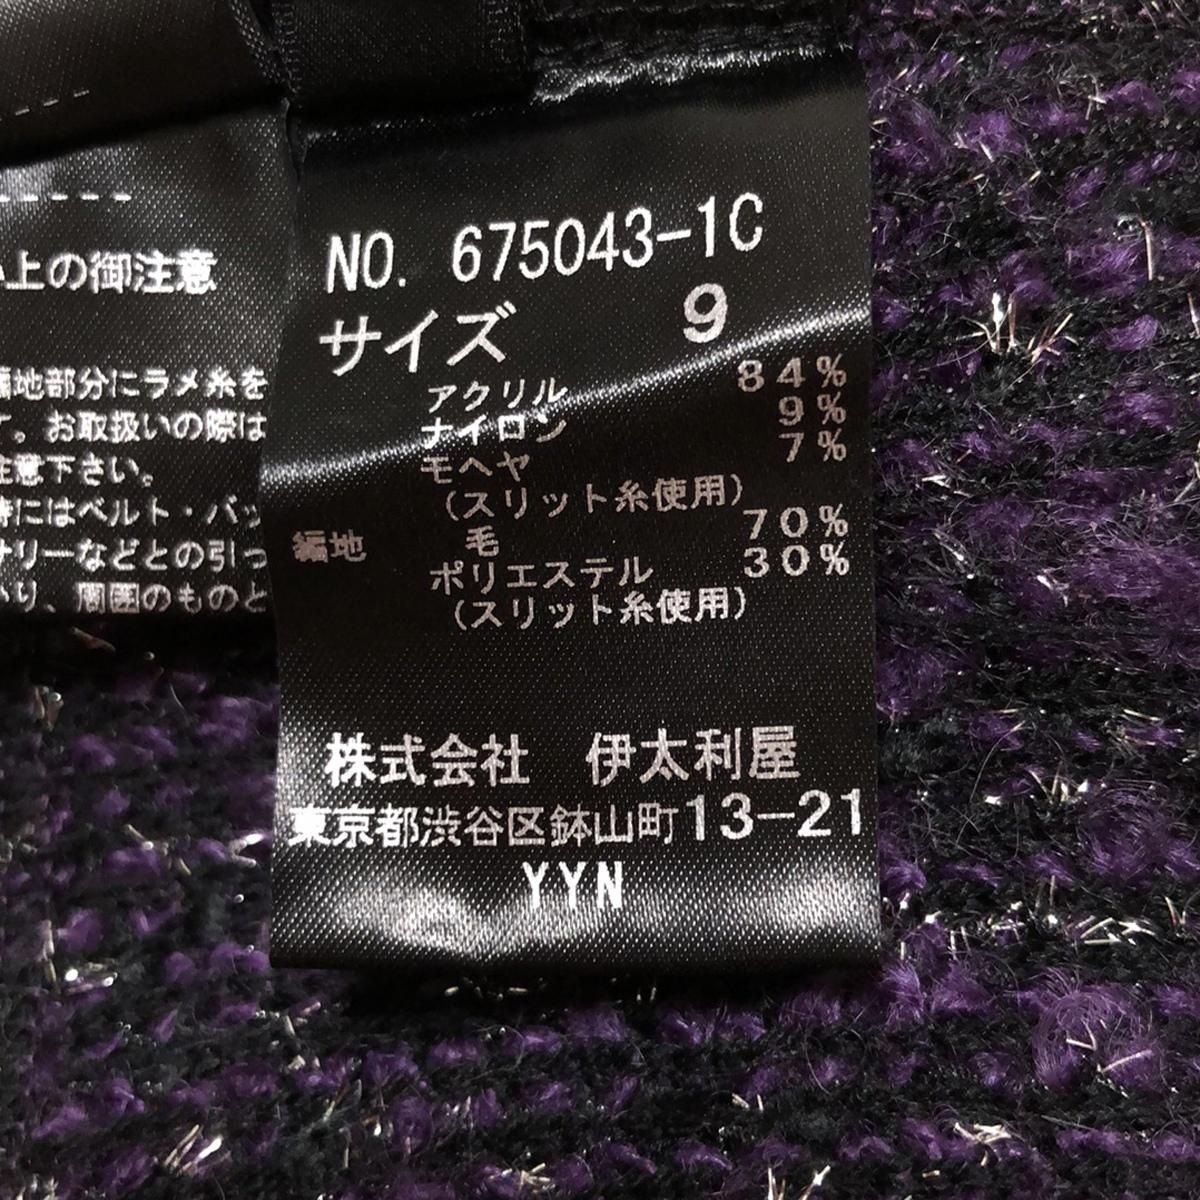 上の御注意
編地部分にラメ糸を
す。お取扱いの際は
注意下さい。
時にはベルト・バッ
サリーなどとの引っ
かり、周囲のものと
NO. 675043-1C
サイズ 9
アクリル 84%
ナイロン 9%
モヘヤ 7%
(スリット糸使用)
編地 毛 70%
ポリエステル 30%
(スリット糸使用)
株式会社 伊太利屋
東京都渋谷区鉢山町13-21
YYN